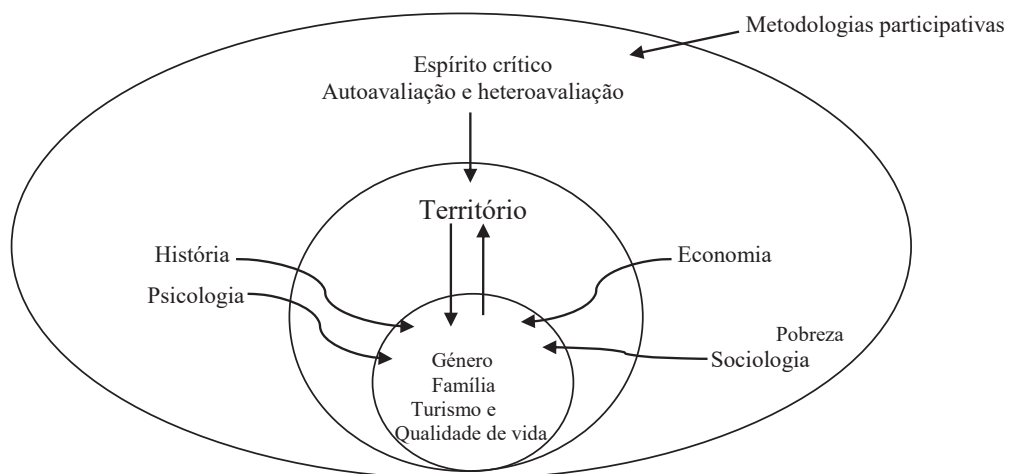 Metodologias participativas
Espírito crítico
Autoavaliação e heteroavaliação
Território
História
Economia
Psicologia
Pobreza
Sociologia
Género
Família
Turismo e
Qualidade de vida